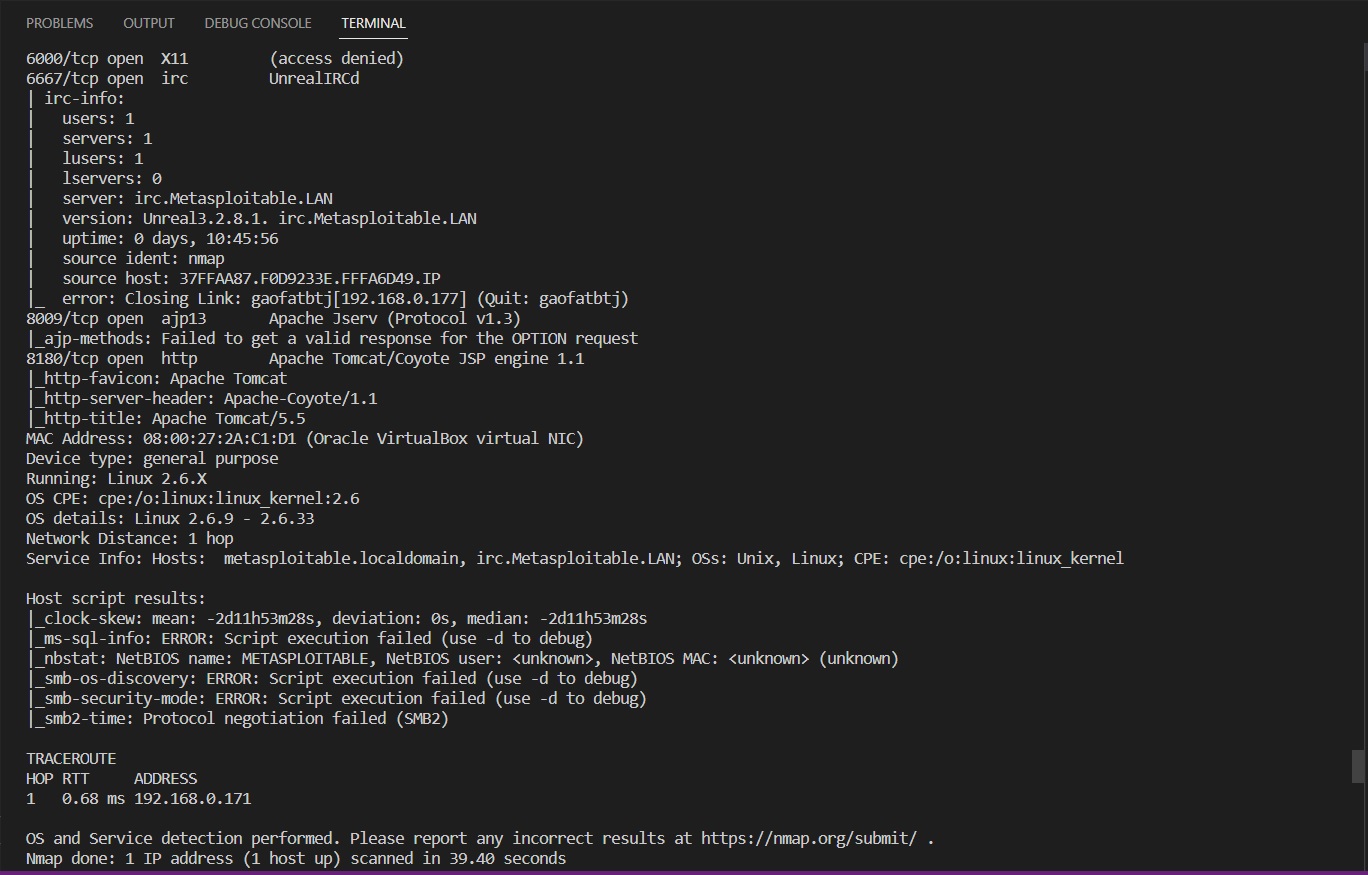 PROBLEMS OUTPUT DEBUG CONSOLE TERMINAL
6000/tcp open  X11         (access denied)
6667/tcp open  irc         UnrealIRCd
| irc-info:
|   users: 1
|   servers: 1
|   lusers: 1
|   lservers: 0
|   server: irc.Metasploitable.LAN
|   version: Unreal3.2.8.1. irc.Metasploitable.LAN
|   uptime: 0 days, 10:45:56
|   source ident: nmap
|   source host: 37FFAA87.F0D9233E.FFFA6D49.IP
|_  error: Closing Link: gaofatbtj[192.168.0.177] (Quit: gaofatbtj)
8009/tcp open  ajp13       Apache Jserv (Protocol v1.3)
|_ajp-methods: Failed to get a valid response for the OPTION request
8180/tcp open  http        Apache Tomcat/Coyote JSP engine 1.1
|_http-favicon: Apache Tomcat
|_http-server-header: Apache-Coyote/1.1
|_http-title: Apache Tomcat/5.5
MAC Address: 08:00:27:2A:C1:D1 (Oracle VirtualBox virtual NIC)
Device type: general purpose
Running: Linux 2.6.X
OS CPE: cpe:/o:linux:linux_kernel:2.6
OS details: Linux 2.6.9 - 2.6.33
Network Distance: 1 hop
Service Info: Hosts:  metasploitable.localdomain, irc.Metasploitable.LAN; OSs: Unix, Linux; CPE: cpe:/o:linux:linux_kernel
Host script results:
|_clock-skew: mean: -2d11h53m28s, deviation: 0s, median: -2d11h53m28s
|_ms-sql-info: ERROR: Script execution failed (use -d to debug)
|_nbstat: NetBIOS name: METASPLOITABLE, NetBIOS user: <unknown>, NetBIOS MAC: <unknown> (unknown)
|_smb-os-discovery: ERROR: Script execution failed (use -d to debug)
|_smb-security-mode: ERROR: Script execution failed (use -d to debug)
|_smb2-time: Protocol negotiation failed (SMB2)
TRACEROUTE
HOP RTT     ADDRESS
1   0.68 ms 192.168.0.171
OS and Service detection performed. Please report any incorrect results at https://nmap.org/submit/ .
Nmap done: 1 IP address (1 host up) scanned in 39.40 seconds